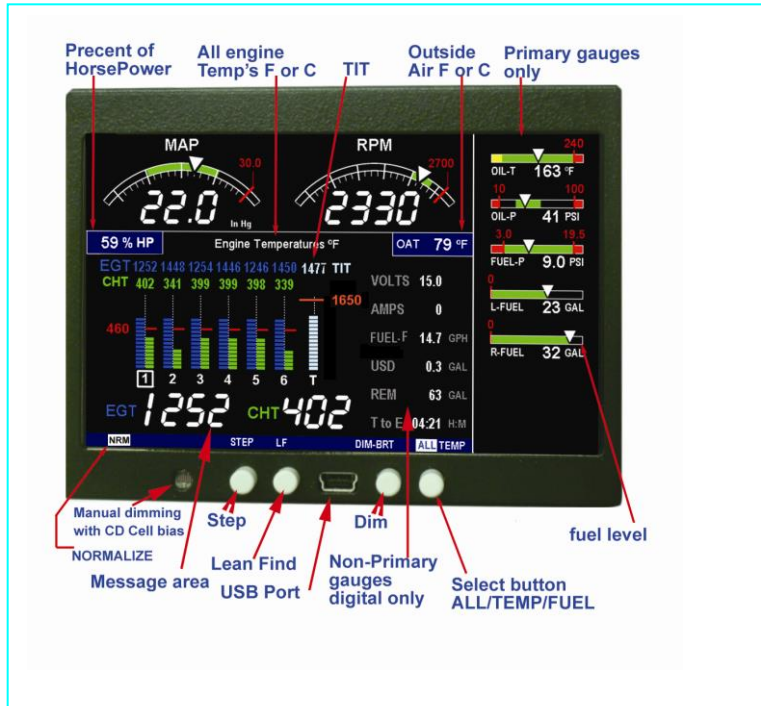 Precent of
HorsePower
All engine
Temp's F or C
TIT
Outside
Air F or C
Primary gauges
only
MAP
30.0
22.0
In Hg
RPM
2700
2330
240
OIL-T 163 °F
10 100
OIL-P 41 PSI
3.0 19.5
FUEL-P 9.0 PSI
0
L-FUEL 23 GAL
0
R-FUEL 32 GAL
59 % HP
Engine Temperatures °F
OAT 79 °F
EGT 1252 1448 1254 1446 1246 1450 1477 TIT
CHT 402 341 399 399 398 339
1650
460
1 2 3 4 5 6 T
EGT 1252 CHT 402
VOLTS 15.0
AMPS 0
FUEL-F 14.7 GPH
USD 0.3 GAL
REM 63 GAL
T to E 04:21 H:M
NRM STEP LF DIM-BRT ALL TEMP
Manual dimming
with CD Cell bias
NORMALIZE
Message area
Step
Lean Find
USB Port
Dim
Non-Primary
gauges
digital only
Select button
ALL/TEMP/FUEL
fuel level